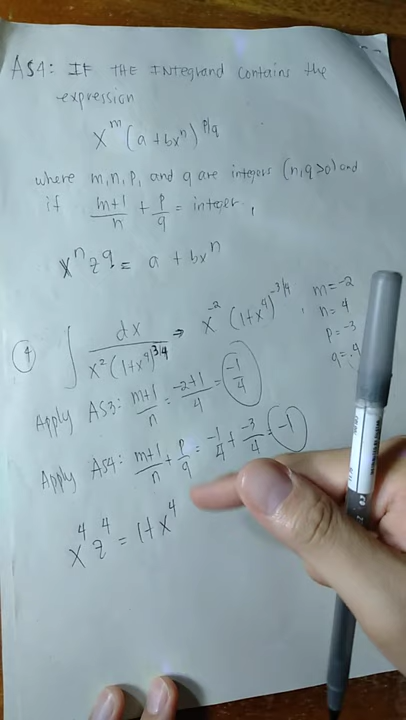 AS4: IF THE INtegrand contains the
expression
x^m (a + bx^n)^p/q
where m, n, p, and q are integers (n, q > 0) and
if (m+1)/n + p/q = integer,
x^n z^q = a + bx^n
④ ∫ dx / (x^2 (1+x^4)^3/4) → x^-2 (1+x^4)^-3/4,
m = -2
n = 4
p = -3
q = 4
Apply AS3: (m+1)/n = (-2+1)/4 = -1/4
Apply AS4: (m+1)/n + p/q = -1/4 + -3/4 = -1
x^4 z^4 = 1+x^4